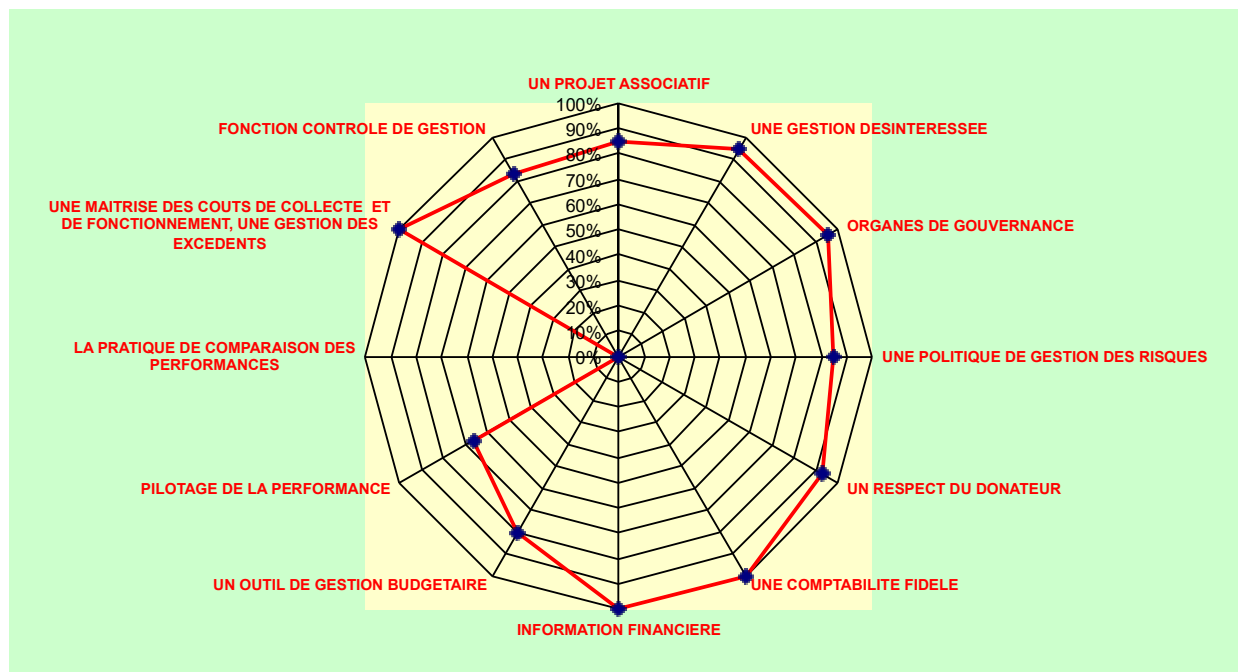 UN PROJET ASSOCIATIF
100%
90%
80%
70%
60%
50%
40%
30%
20%
10%
0%
UNE GESTION DESINTERESSEE
ORGANES DE GOUVERNANCE
UNE POLITIQUE DE GESTION DES RISQUES
UN RESPECT DU DONATEUR
UNE COMPTABILITE FIDELE
INFORMATION FINANCIERE
UN OUTIL DE GESTION BUDGETAIRE
PILOTAGE DE LA PERFORMANCE
LA PRATIQUE DE COMPARAISON DES
PERFORMANCES
UNE MAITRISE DES COUTS DE COLLECTE ET
DE FONCTIONNEMENT, UNE GESTION DES
EXCEDENTS
FONCTION CONTROLE DE GESTION